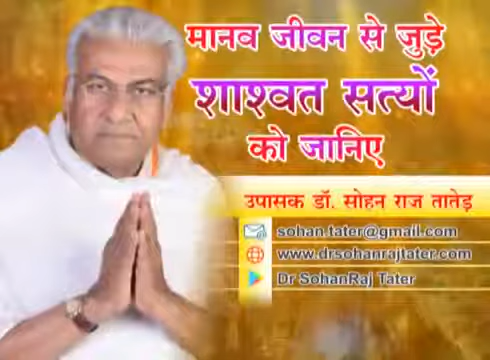 मानव जीवन से जुड़े
शाश्वत सत्यों
को जानिए
उपासक डॉ. सोहन राज तातेड़
sohan.tater@gmail.com
www.drsohanrajtater.com
Dr SohanRaj Tater